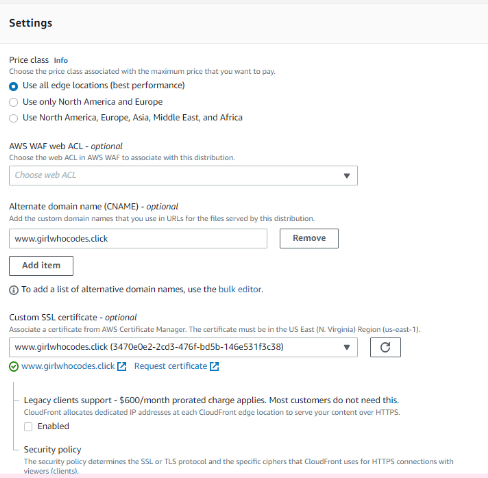 Settings
Price class Info
Choose the price class associated with the maximum price that you want to pay.
Use all edge locations (best performance)
Use only North America and Europe
Use North America, Europe, Asia, Middle East, and Africa
AWS WAF web ACL - optional
Choose the web ACL in AWS WAF to associate with this distribution.
Choose web ACL
Alternate domain name (CNAME) - optional
Add the custom domain names that you use in URLs for the files served by this distribution.
www.girlwhocodes.click
Remove
Add item
To add a list of alternative domain names, use the bulk editor.
Custom SSL certificate - optional
Associate a certificate from AWS Certificate Manager. The certificate must be in the US East (N. Virginia) Region (us-east-1).
www.girlwhocodes.click (3470e0e2-2cd3-476f-bd5b-146e531f3c38)
www.girlwhocodes.click Request certificate
Legacy clients support - $600/month prorated charge applies. Most customers do not need this.
CloudFront allocates dedicated IP addresses at each CloudFront edge location to serve your content over HTTPS.
Enabled
Security policy
The security policy determines the SSL or TLS protocol and the specific ciphers that CloudFront uses for HTTPS connections with
viewers (clients).